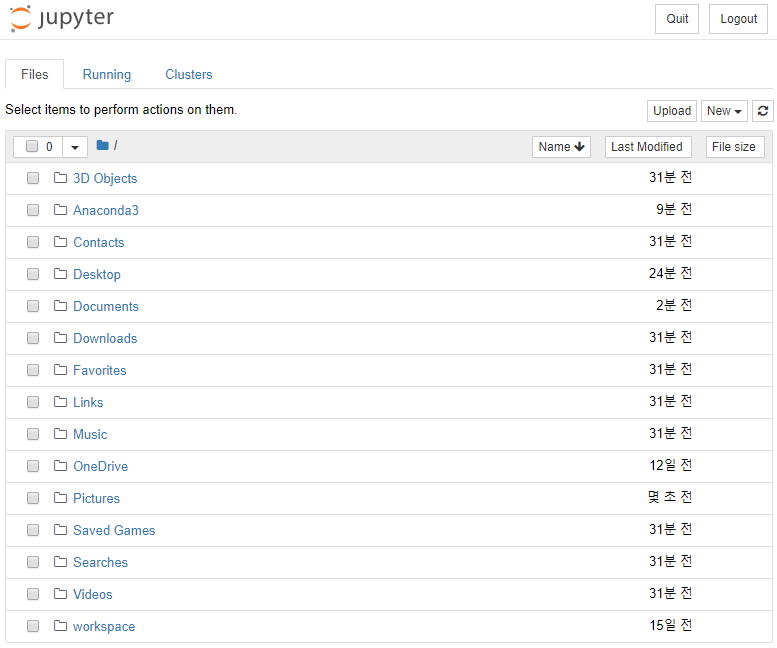 jupyter Quit Logout
Files Running Clusters
Select items to perform actions on them. Upload New
0 / Name Last Modified File size
3D Objects 31분 전
Anaconda3 9분 전
Contacts 31분 전
Desktop 24분 전
Documents 2분 전
Downloads 31분 전
Favorites 31분 전
Links 31분 전
Music 31분 전
OneDrive 12일 전
Pictures 몇 초 전
Saved Games 31분 전
Searches 31분 전
Videos 31분 전
workspace 15일 전